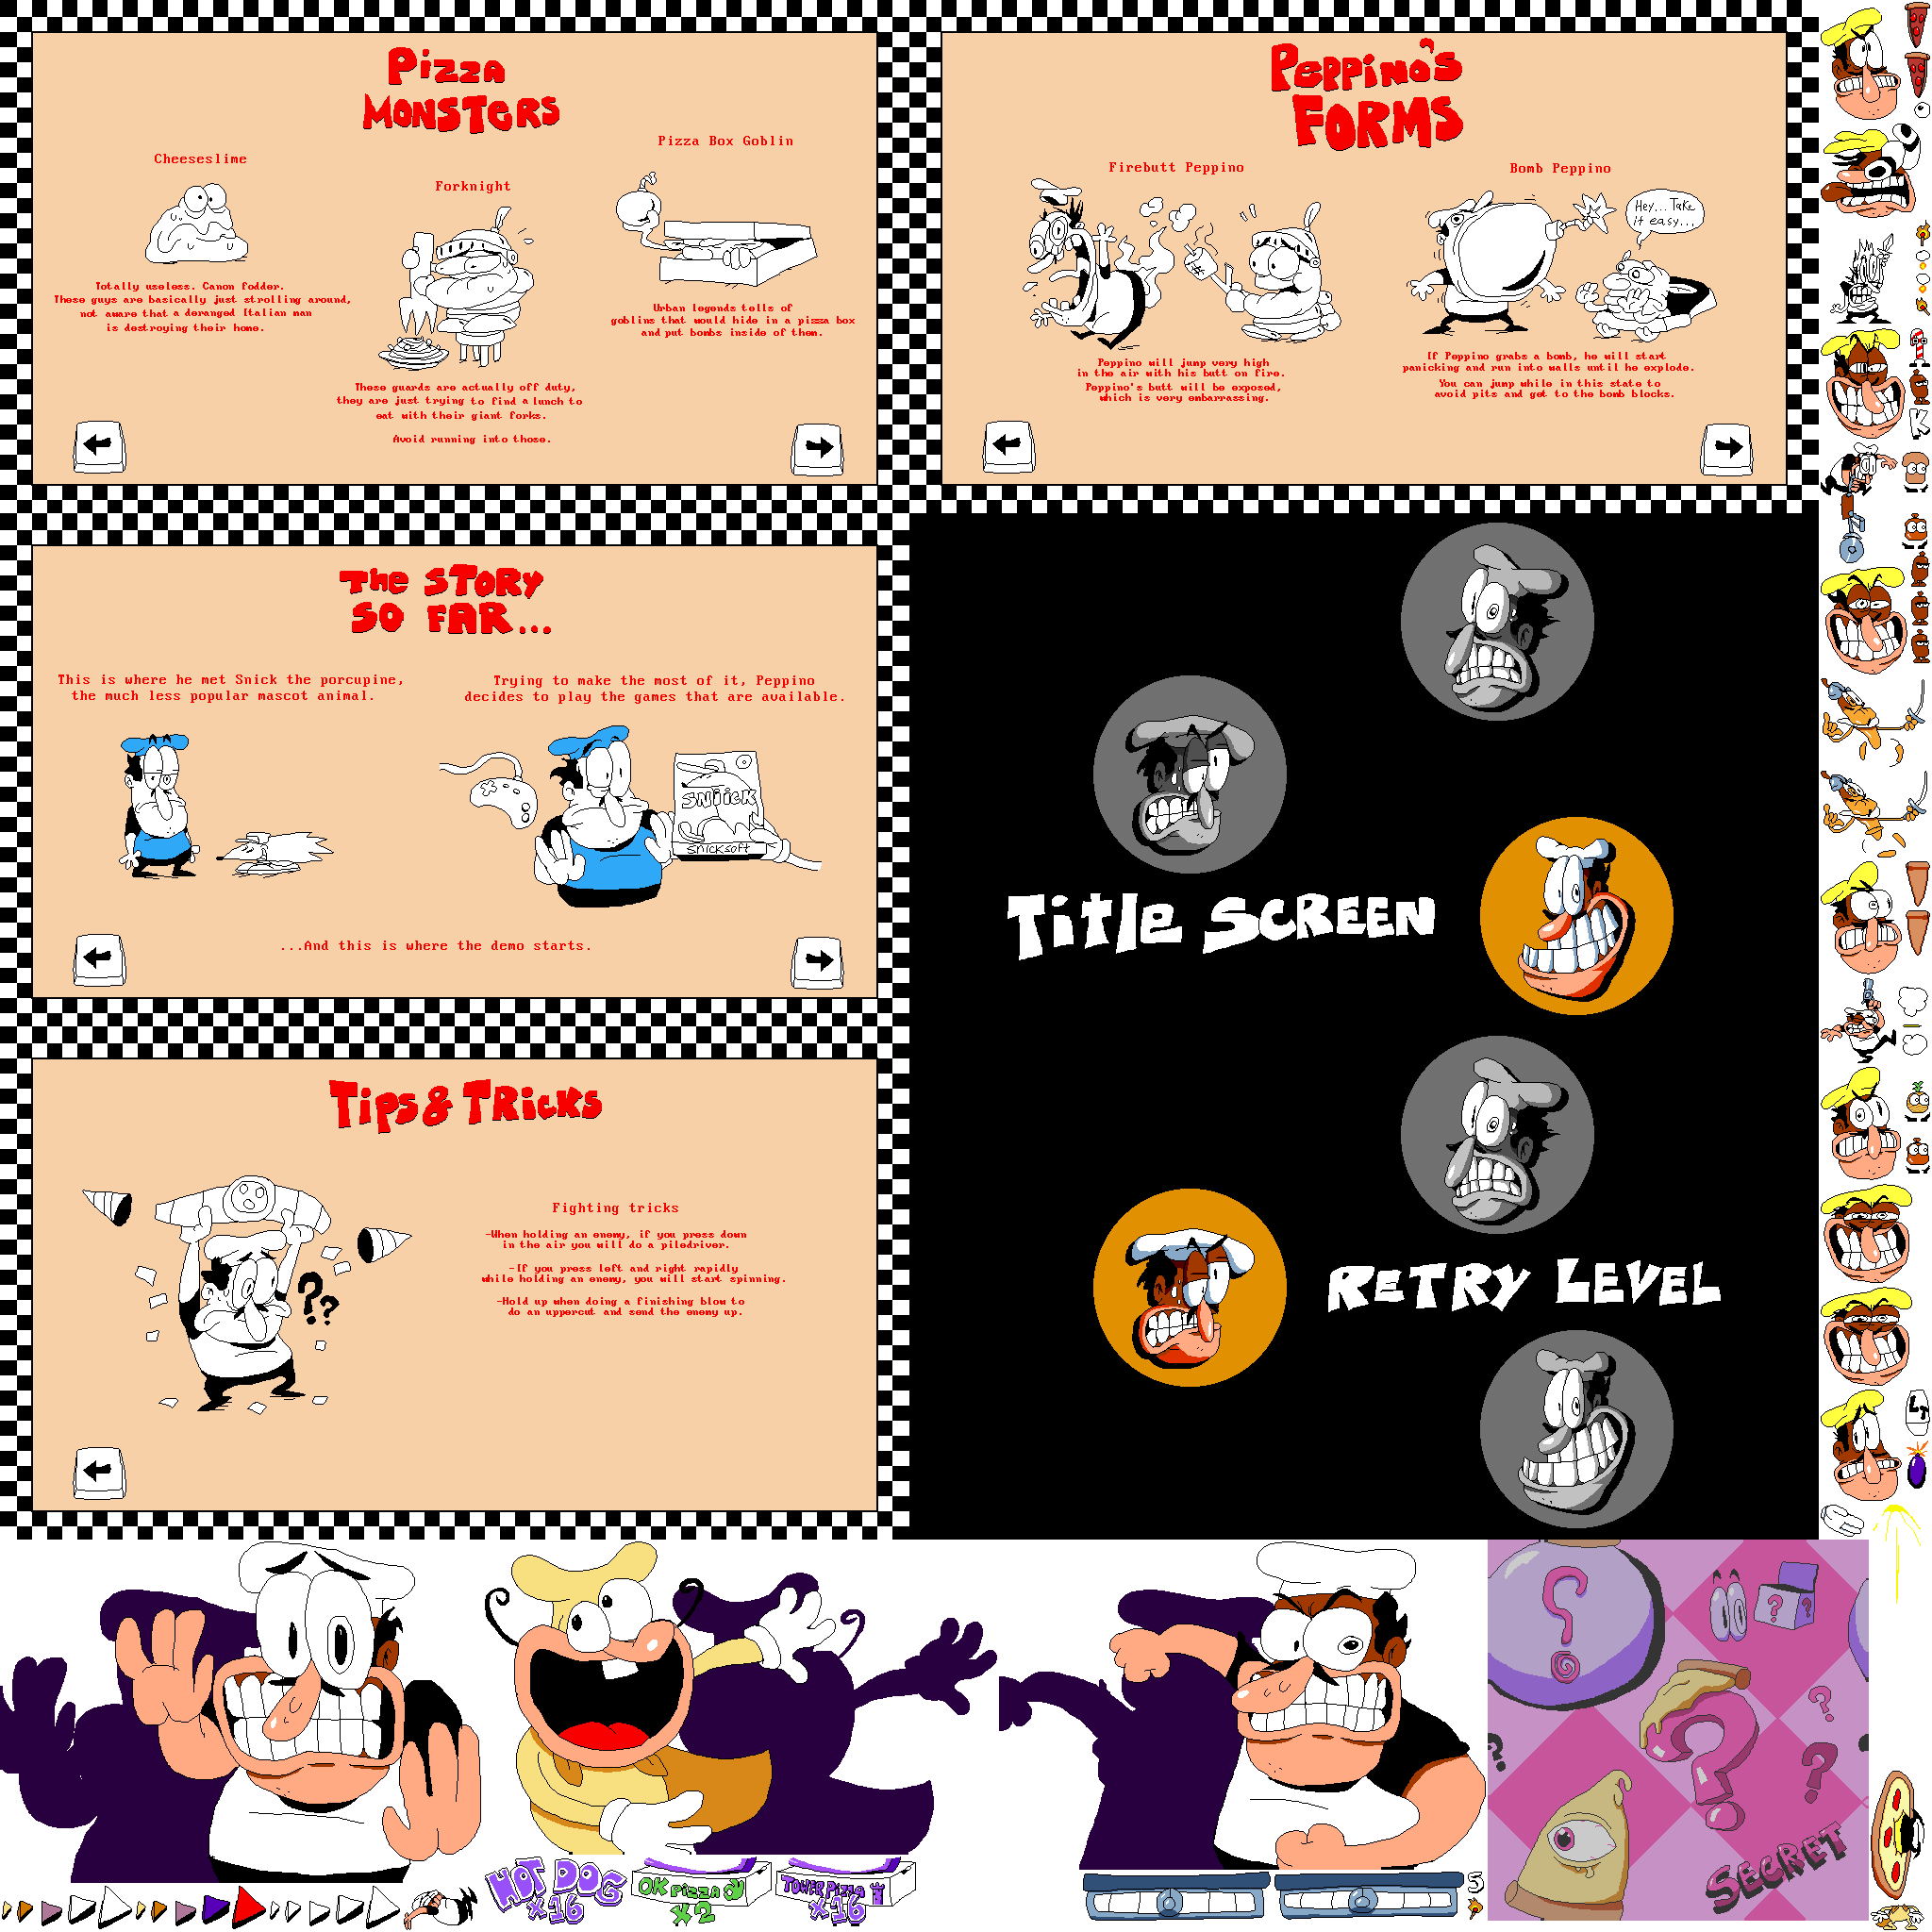 Pizza
MONSTERS
Cheeseslime
Totally useless. Canon fodder.
These guys are basically just strolling around,
not aware that a deranged Italian man
is destroying their home.
Forknight
These guards are actually off duty,
they are just trying to find a lunch to
eat with their giant forks.
Avoid running into those.
Pizza Box Goblin
Urban legends tells of
goblins that would hide in a pizza box
and put bombs inside of them.
Peppino's
FORMS
Firebutt Peppino
Peppino will jump very high
in the air with his butt on fire.
Peppino's butt will be exposed,
which is very embarrassing.
Bomb Peppino
Hey... Take
it easy...
If Peppino grabs a bomb, he will start
panicking and run into walls until he explode.
You can jump while in this state to
avoid pits and get to the bomb blocks.
The STORY
SO FAR...
This is where he met Snick the porcupine,
the much less popular mascot animal.
Trying to make the most of it, Peppino
decides to play the games that are available.
SNIICK
Snicksoft
...And this is where the demo starts.
Title SCREEN
Tips & TRicks
Fighting tricks
-When holding an enemy, if you press down
in the air you will do a piledriver.
-If you press left and right rapidly
while holding an enemy, you will start spinning.
-Hold up when doing a finishing blow to
do an uppercut and send the enemy up.
??
RETRY LEVEL
K
HOT DOG
x16
OK PIZZA
x2
TOWER PIZZA
x16
5
SECRET